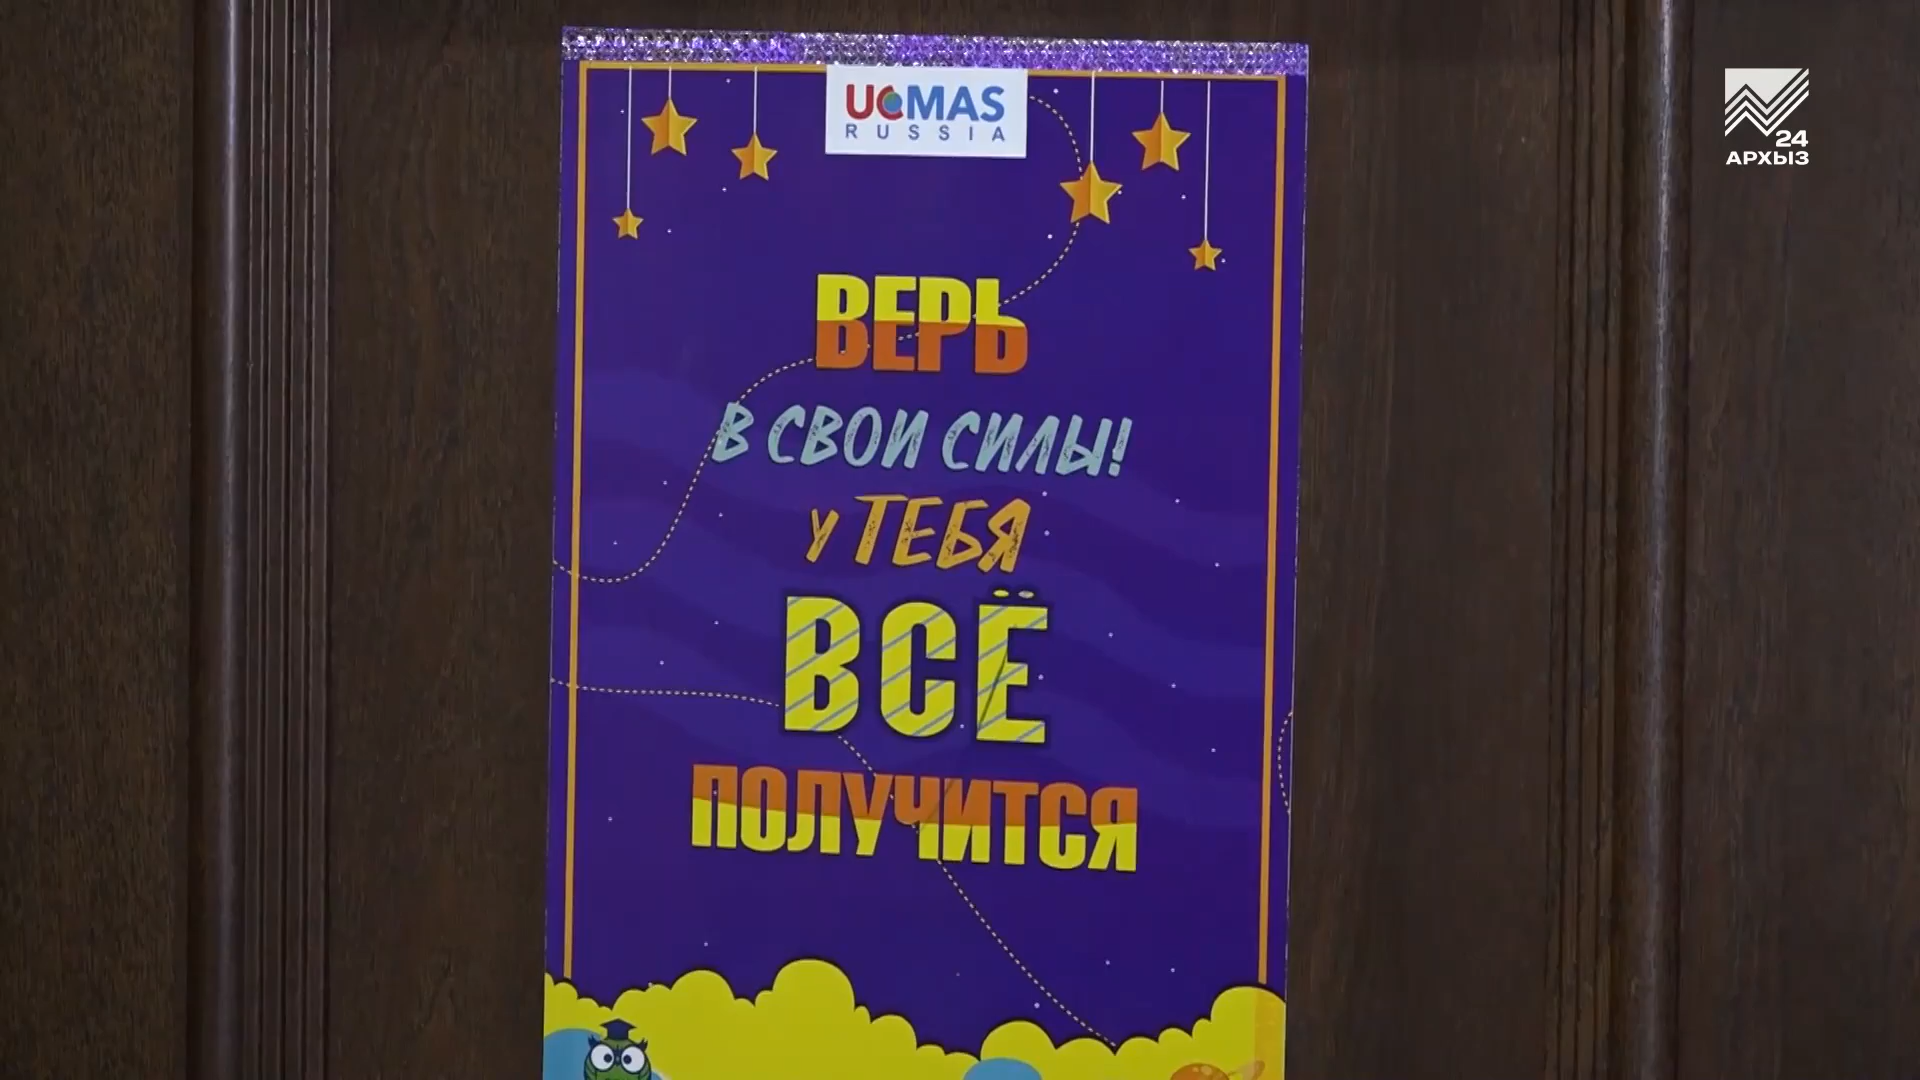 UCMAS
RUSSIA
24
АРХЫЗ
ВЕРЬ
В СВОИ СИЛЫ!
У ТЕБЯ
ВСЁ
ПОЛУЧИТСЯ